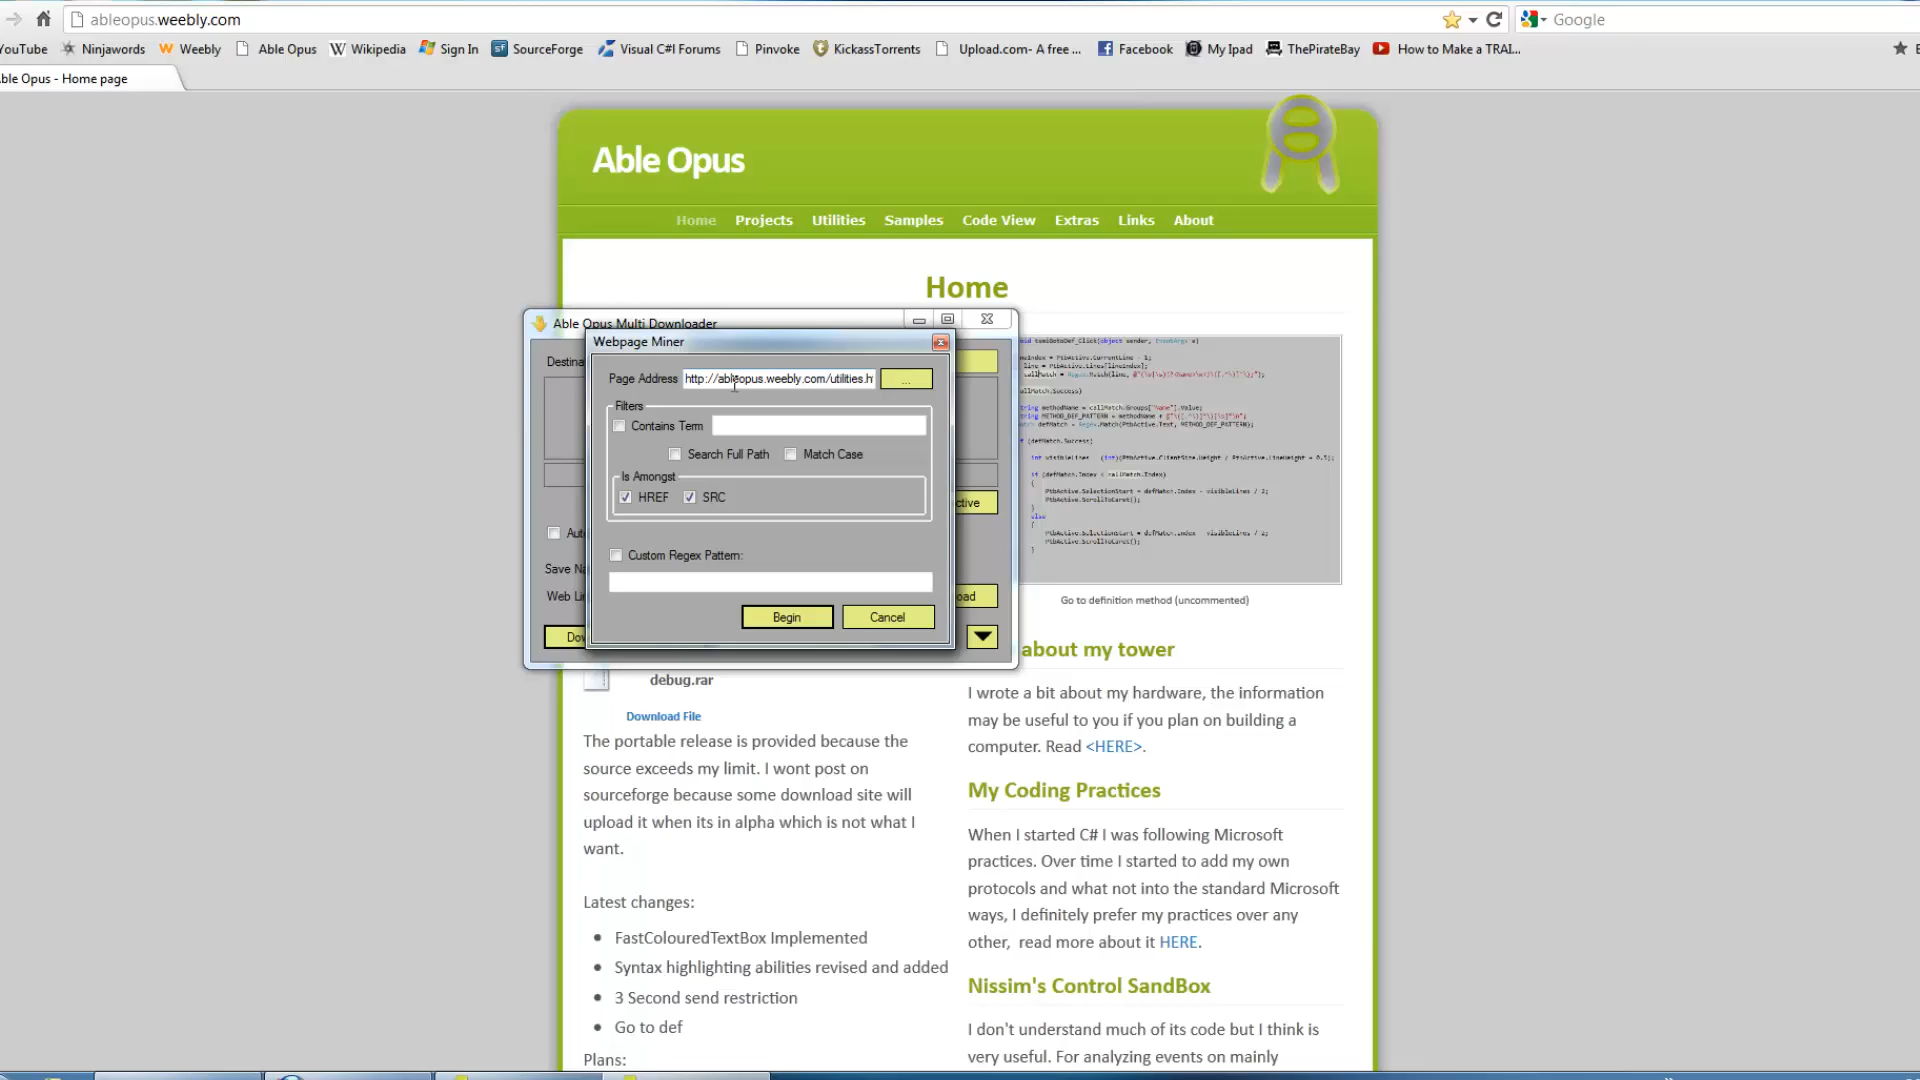 ableopus.weebly.com
Google
YouTube Ninjawords Weebly Able Opus Wikipedia Sign In SourceForge Visual C#l Forums Pinvoke KickassTorrents Upload.com- A free ... Facebook My Ipad ThePirateBay How to Make a TRAI...
ble Opus - Home page
Able Opus
Home Projects Utilities Samples Code View Extras Links About
Home
Able Opus Multi Downloader
Webpage Miner
Destina
Page Address http://ableopus.weebly.com/utilities.h ...
Filters
Contains Term
Search Full Path Match Case
Is Amongst
HREF SRC
ctive
Aut
Custom Regex Pattern:
Save Na
Web Lin
oad
Begin Cancel
Dow
Go to definition method (uncommented)
debug.rar
Download File
The portable release is provided because the
source exceeds my limit. I wont post on
sourceforge because some download site will
upload it when its in alpha which is not what I
want.
Latest changes:
FastColouredTextBox Implemented
Syntax highlighting abilities revised and added
3 Second send restriction
Go to def
Plans:
about my tower
I wrote a bit about my hardware, the information
may be useful to you if you plan on building a
computer. Read <HERE>.
My Coding Practices
When I started C# I was following Microsoft
practices. Over time I started to add my own
protocols and what not into the standard Microsoft
ways, I definitely prefer my practices over any
other, read more about it HERE.
Nissim's Control SandBox
I don't understand much of its code but I think is
very useful. For analyzing events on mainly